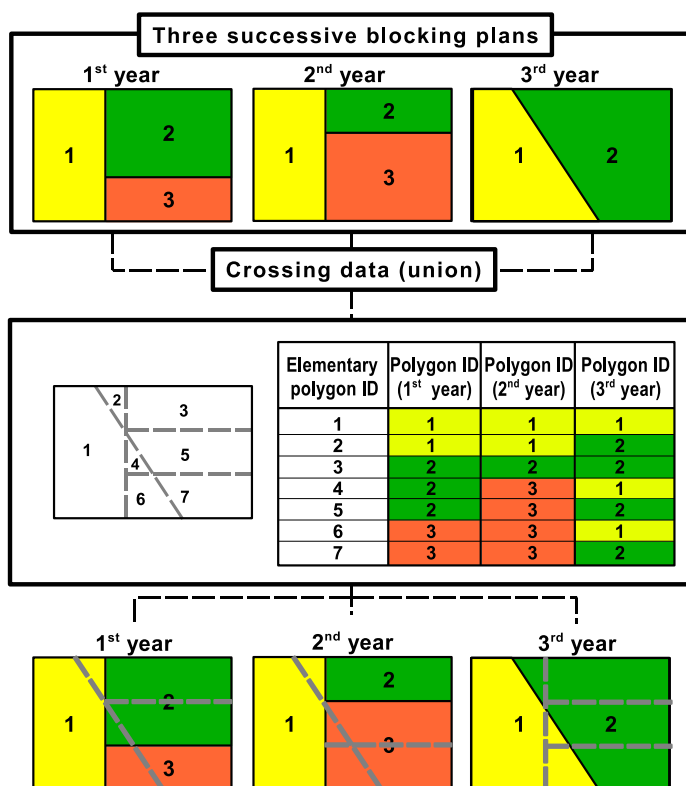 Three successive blocking plans
1st year 2nd year 3rd year
1 2 3
1 2 3
1 2
Crossing data (union)
1 2 3 4 5 6 7
Elementary polygon ID | Polygon ID (1st year) | Polygon ID (2nd year) | Polygon ID (3rd year)
1 1 1 1
2 1 1 2
3 2 2 2
4 2 3 1
5 2 3 2
6 3 3 1
7 3 3 2
1st year 2nd year 3rd year
1 2 3
1 2 3
1 2